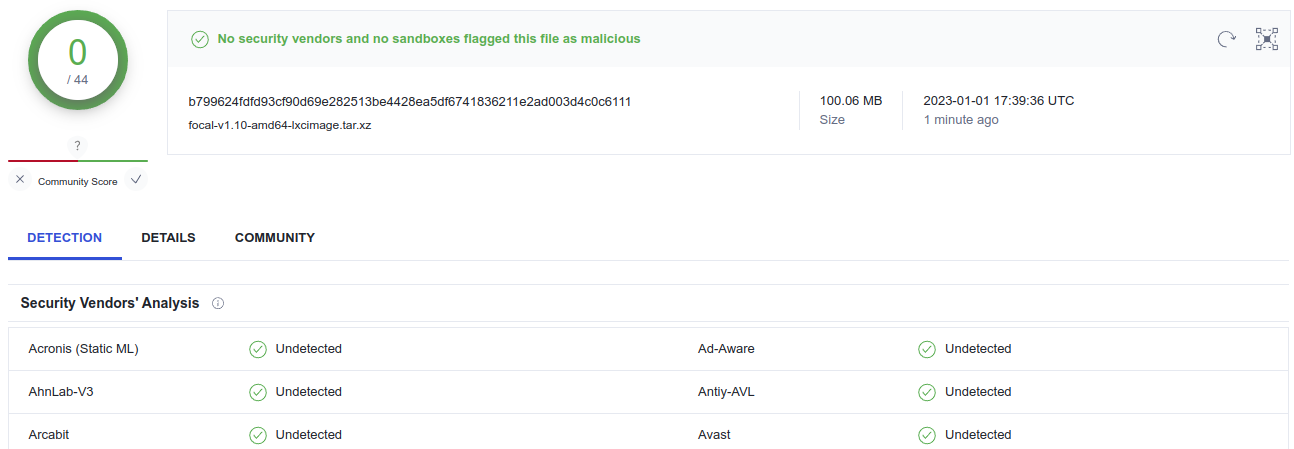 0
/ 44
?
Community Score
No security vendors and no sandboxes flagged this file as malicious
b799624fdfd93cf90d69e282513be4428ea5df6741836211e2ad003d4c0c6111
focal-v1.10-amd64-lxcimage.tar.xz
100.06 MB
Size
2023-01-01 17:39:36 UTC
1 minute ago
DETECTION DETAILS COMMUNITY
Security Vendors' Analysis
Acronis (Static ML) Undetected Ad-Aware Undetected
AhnLab-V3 Undetected Antiy-AVL Undetected
Arcabit Undetected Avast Undetected